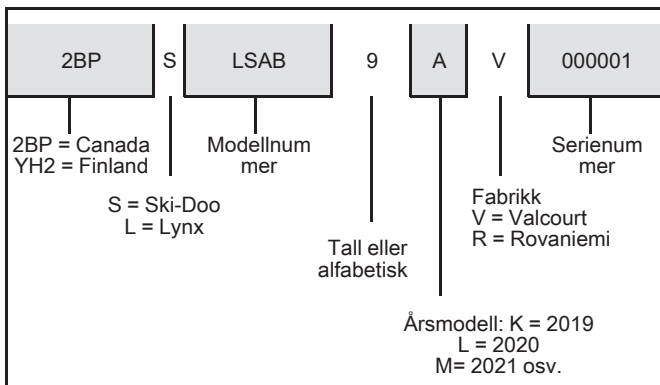 2BP S LSAB 9 A V 000001
2BP = Canada
YH2 = Finland
Modellnum
mer
Serienum
mer
S = Ski-Doo
L = Lynx
Fabrikk
V = Valcourt
R = Rovaniemi
Tall eller
alfabetisk
Årsmodell: K = 2019
L = 2020
M= 2021 osv.